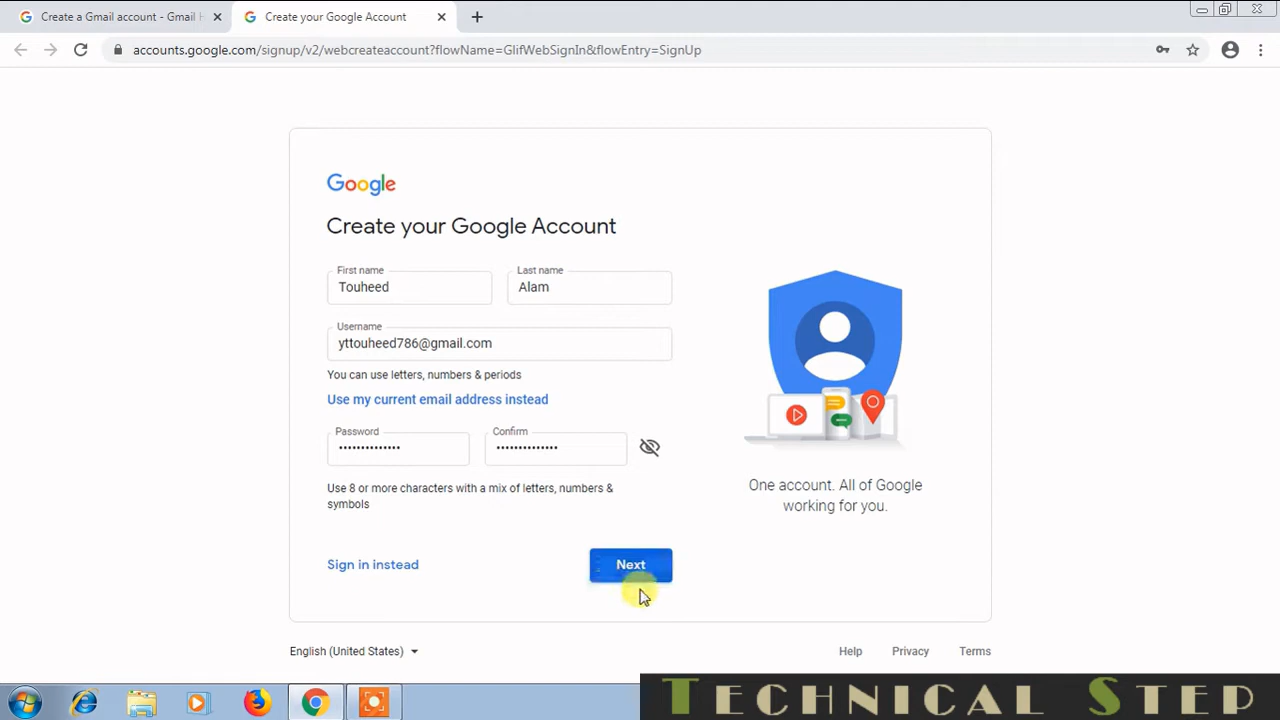 Create a Gmail account - Gmail H
Create your Google Account
accounts.google.com/signup/v2/webcreateaccount?flowName=GlifWebSignIn&flowEntry=SignUp
Google
Create your Google Account
First name
Touheed
Last name
Alam
Username
yttouheed786@gmail.com
You can use letters, numbers & periods
Use my current email address instead
Password
••••••••••••••
Confirm
••••••••••••••
Use 8 or more characters with a mix of letters, numbers &
symbols
Sign in instead
Next
One account. All of Google
working for you.
English (United States)
Help
Privacy
Terms
TECHNICAL STEP